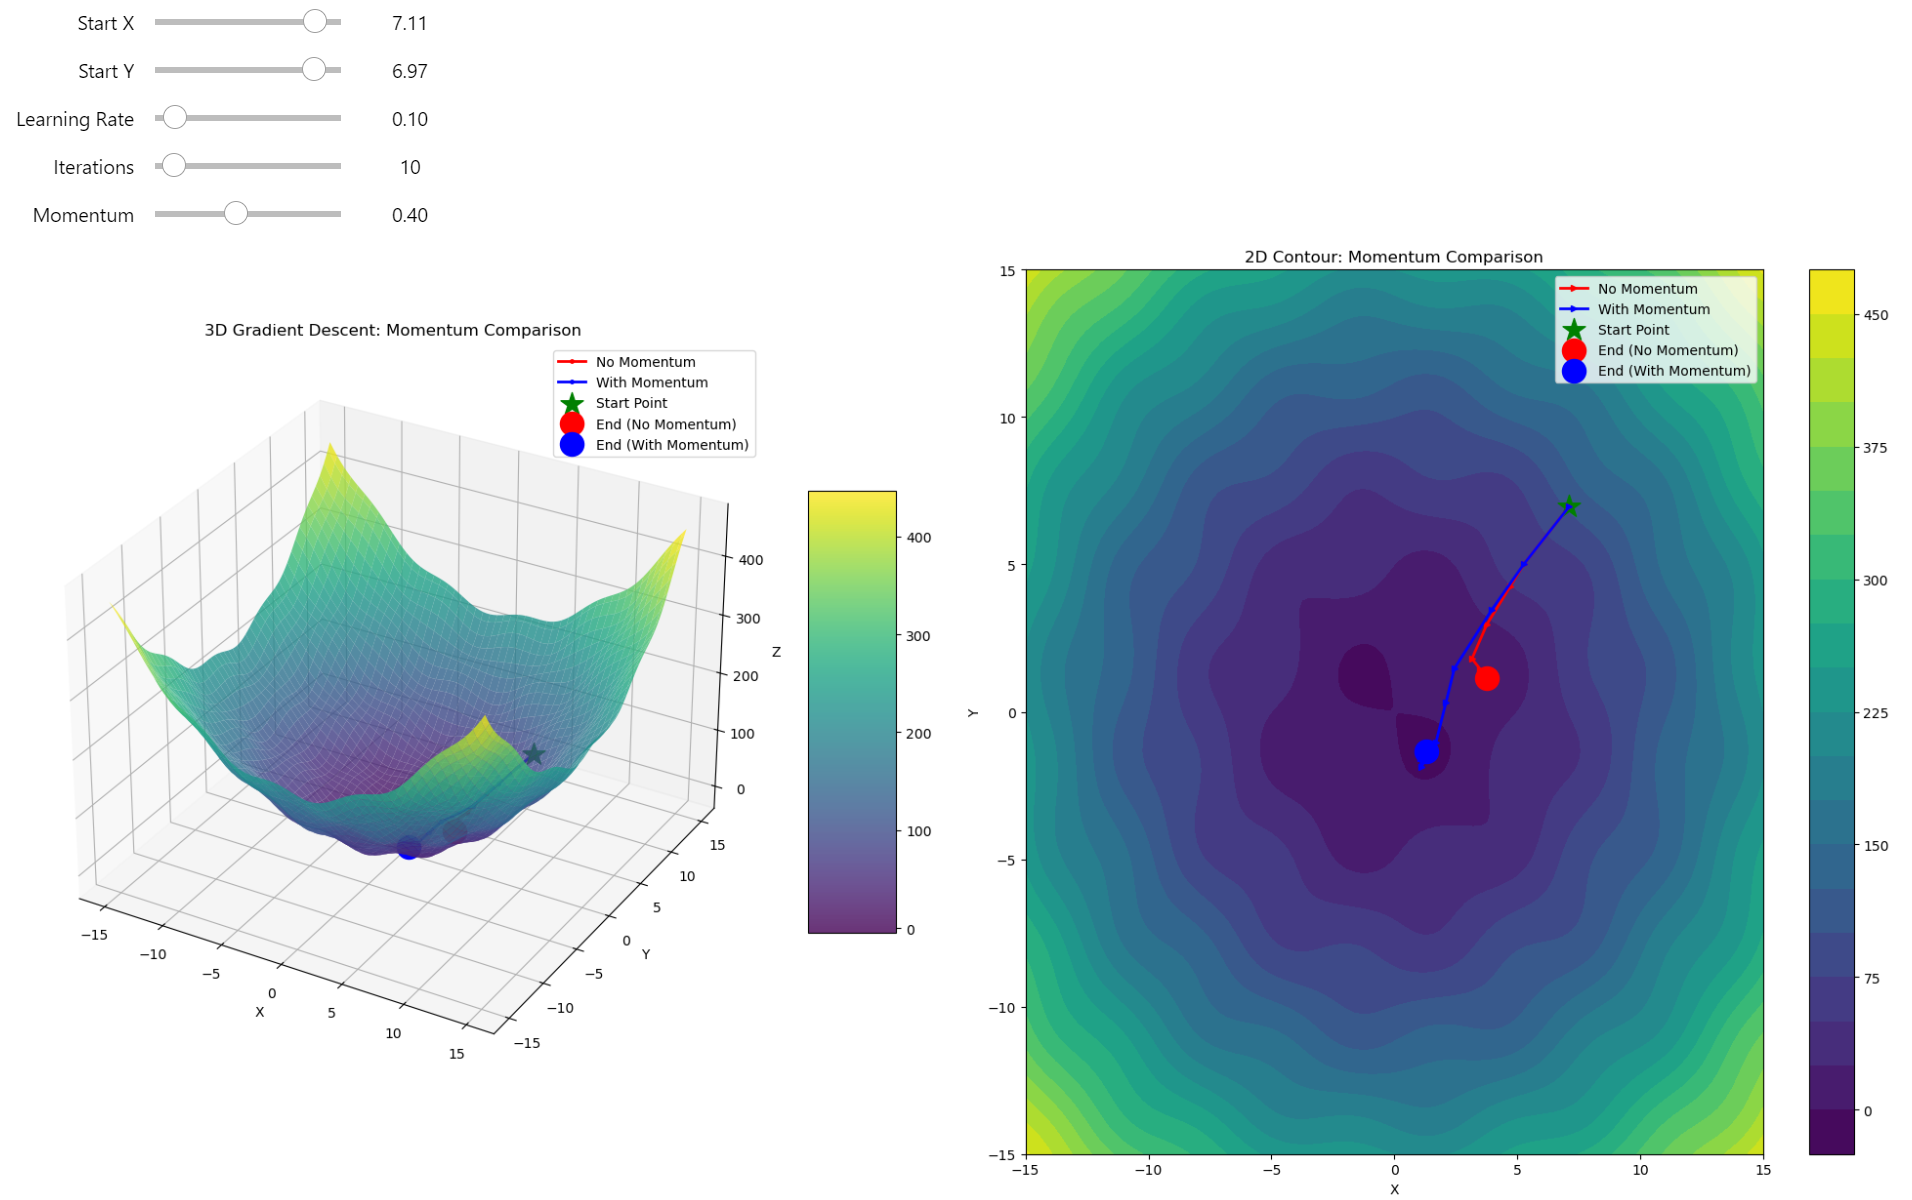 Start X 7.11
Start Y 6.97
Learning Rate 0.10
Iterations 10
Momentum 0.40
3D Gradient Descent: Momentum Comparison
No Momentum
With Momentum
Start Point
End (No Momentum)
End (With Momentum)
400
300
200
100
0
Z
−15
−10
−5
0
5
10
15
X
−15
−10
−5
0
5
10
15
Y
400
300
200
100
0
2D Contour: Momentum Comparison
No Momentum
With Momentum
Start Point
End (No Momentum)
End (With Momentum)
15
10
5
0
−5
−10
−15
Y
−15
−10
−5
0
5
10
15
X
450
375
300
225
150
75
0